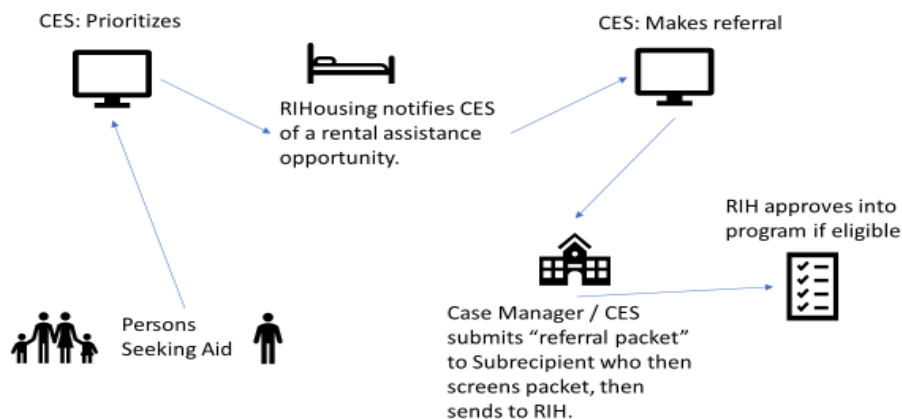 CES: Prioritizes
CES: Makes referral
RIHousing notifies CES
of a rental assistance
opportunity.
RIH approves into
program if eligible
Persons
Seeking Aid
Case Manager / CES
submits “referral packet”
to Subrecipient who then
screens packet, then
sends to RIH.